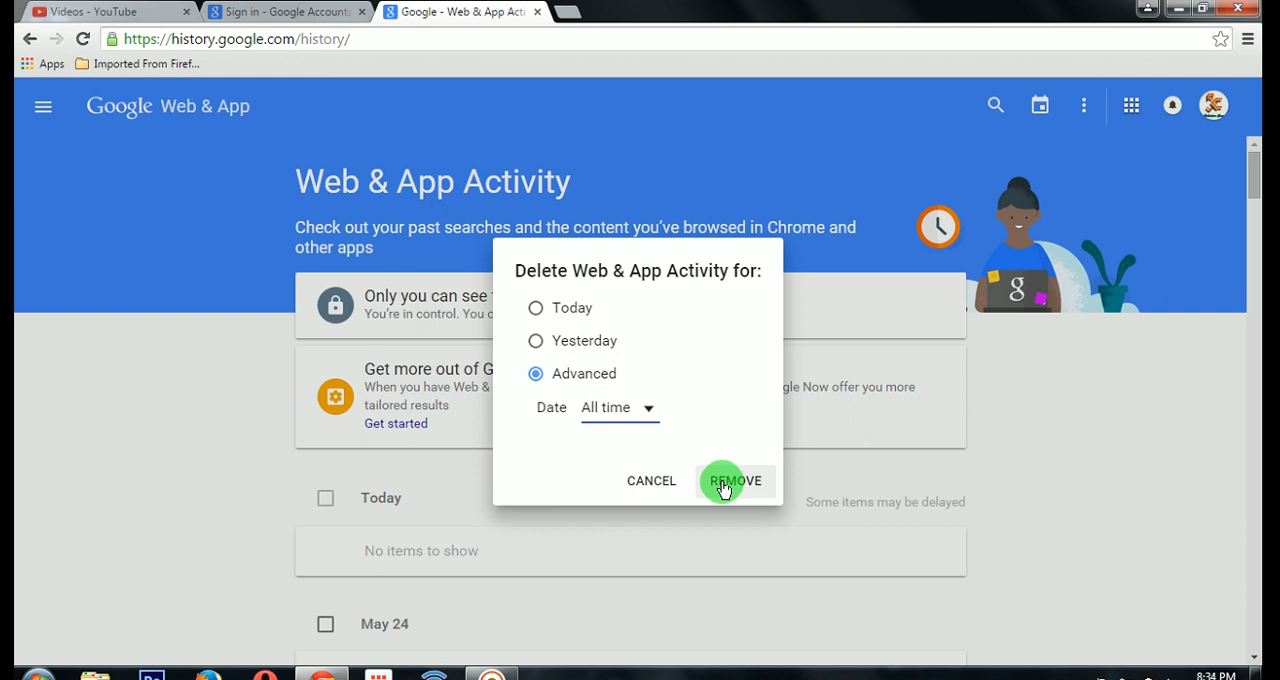 Videos - YouTube
Sign in - Google Accounts
Google - Web & App Acti
https://history.google.com/history/
Apps
Imported From Firef...
Google Web & App
Web & App Activity
Check out your past searches and the content you've browsed in Chrome and
other apps
Only you can see
You're in control. You c
Get more out of G
When you have Web &
gle Now offer you more
tailored results
Get started
Delete Web & App Activity for:
Today
Yesterday
Advanced
Date All time
CANCEL REMOVE
g
Today
Some items may be delayed
No items to show
May 24
8:34 PM